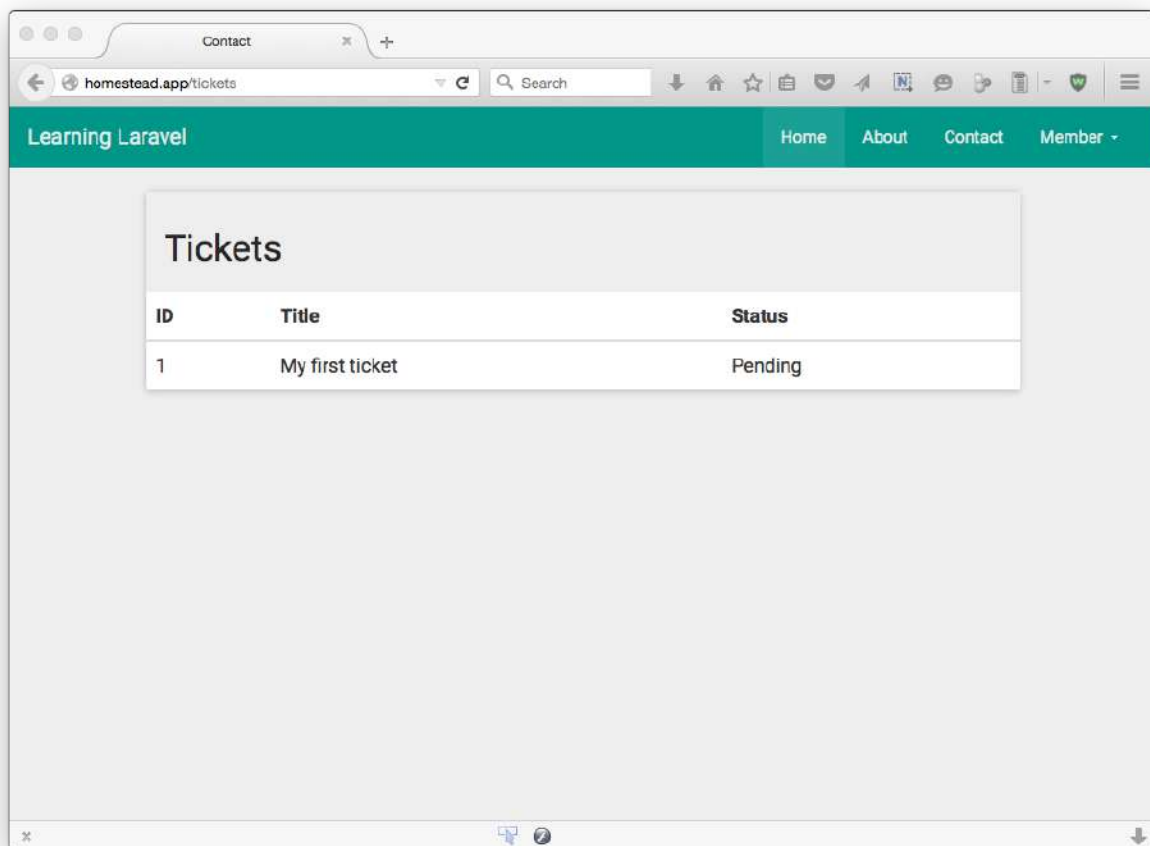 Contact
homestead.app/tickets
Search
Learning Laravel
Home About Contact Member
Tickets
ID Title Status
1 My first ticket Pending